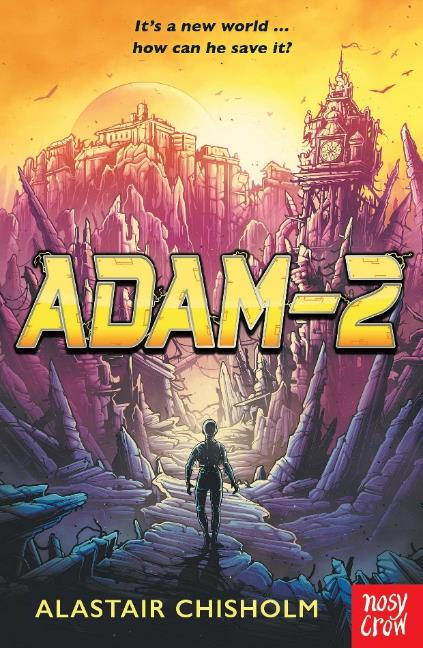 It's a new world ...
how can he save it?
ADAM-2
ALASTAIR CHISHOLM
nosy
crow